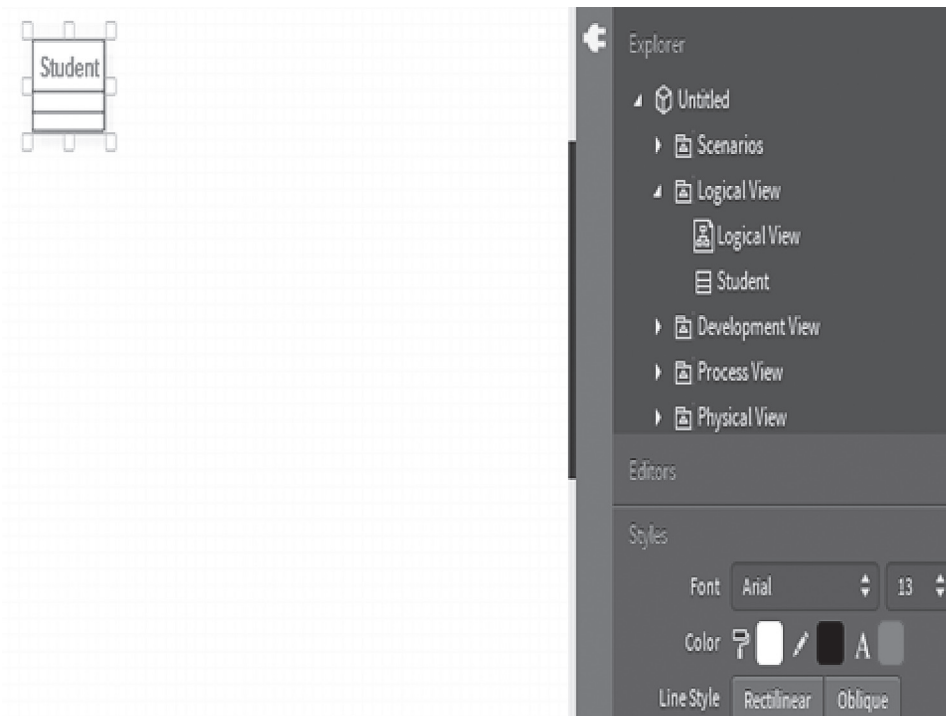 Student
Explorer
Untitled
Scenarios
Logical View
Logical View
Student
Development View
Process View
Physical View
Editors
Styles
Font Arial 13
Color A
Line Style Rectilinear Oblique